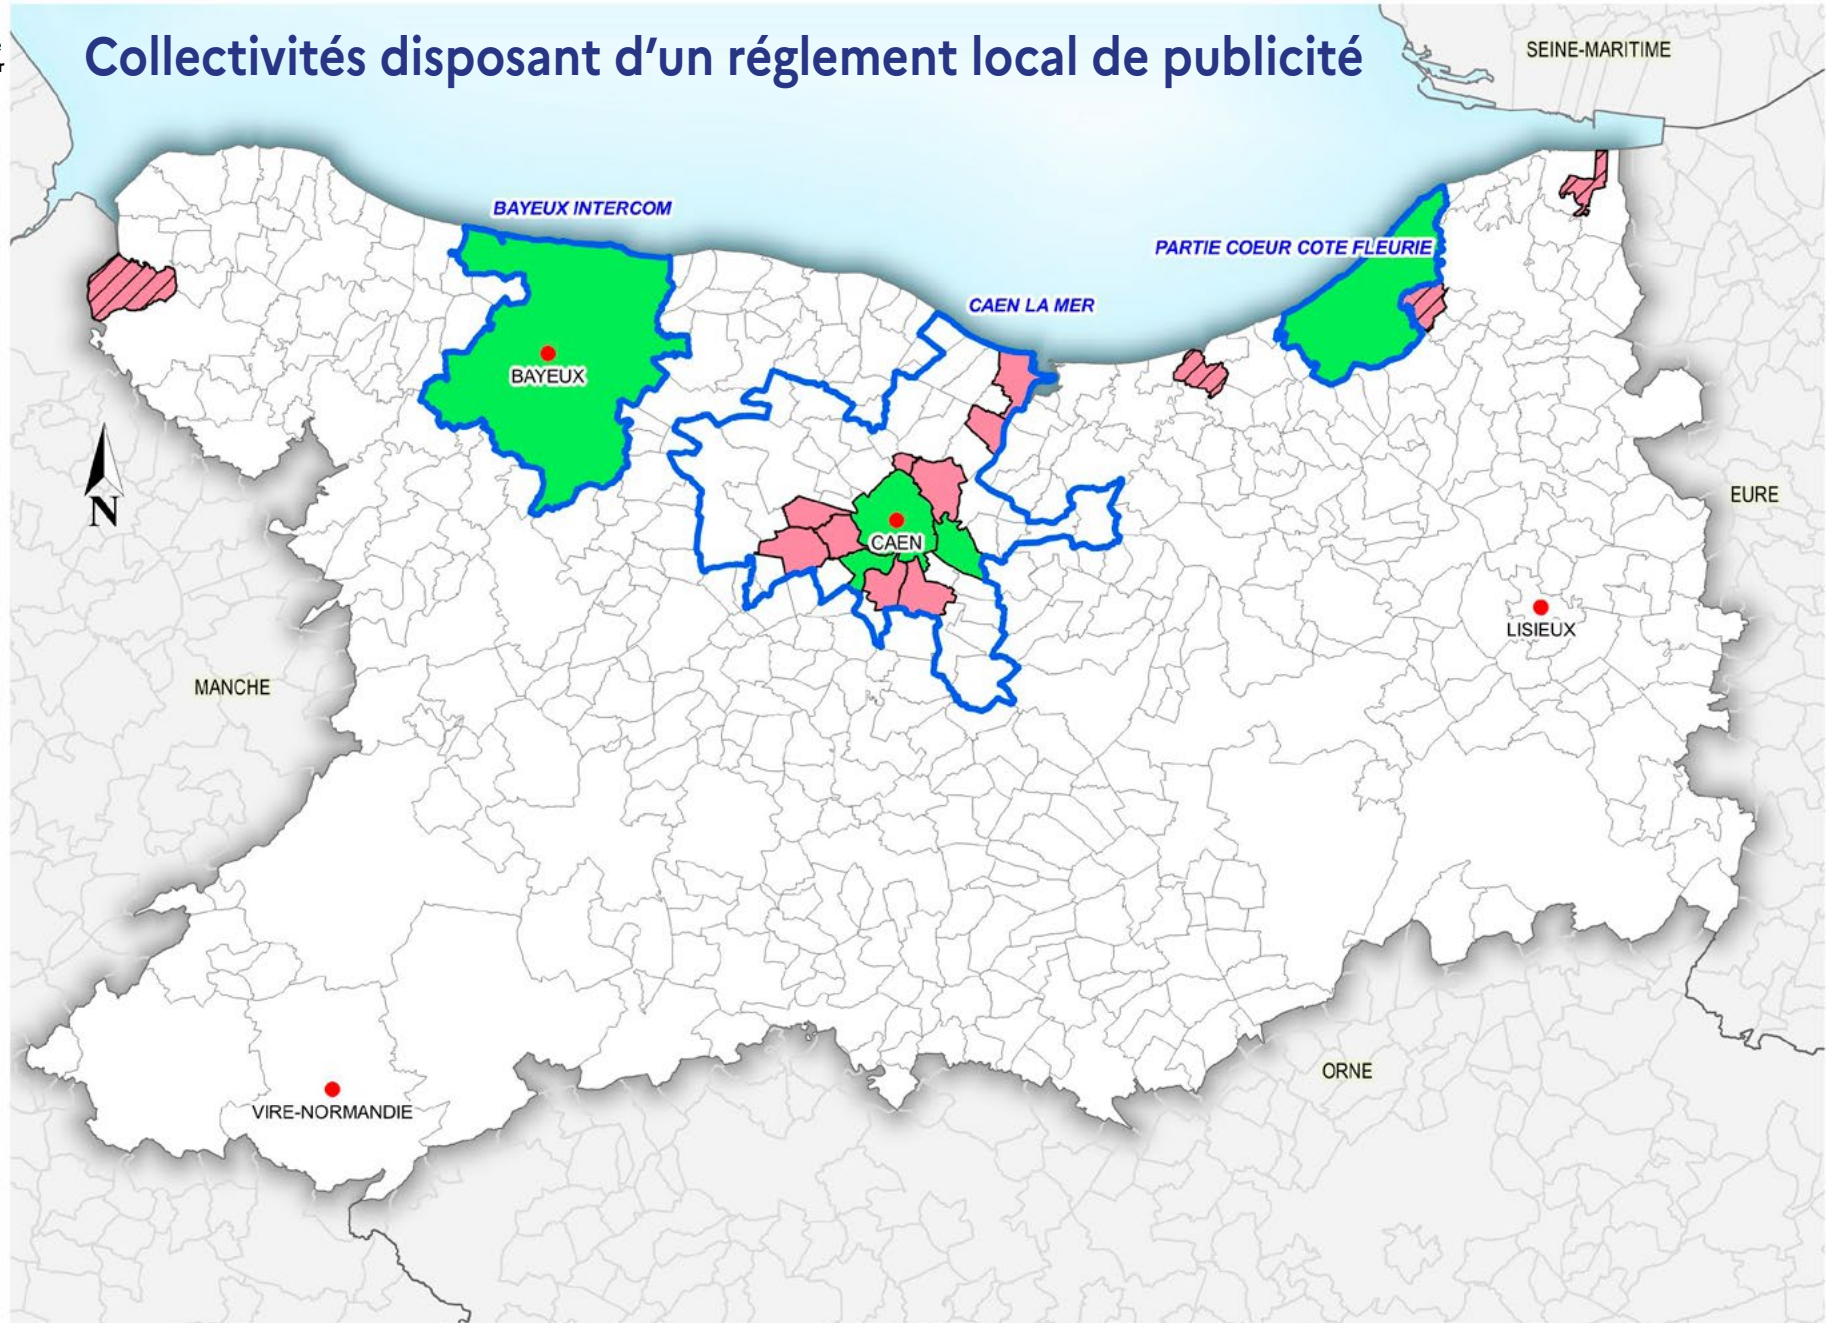 Collectivités disposant d'un réglement local de publicité
SEINE-MARITIME
BAYEUX INTERCOM
PARTIE COEUR COTE FLEURIE
CAEN LA MER
BAYEUX
N
EURE
CAEN
LISIEUX
MANCHE
ORNE
VIRE-NORMANDIE